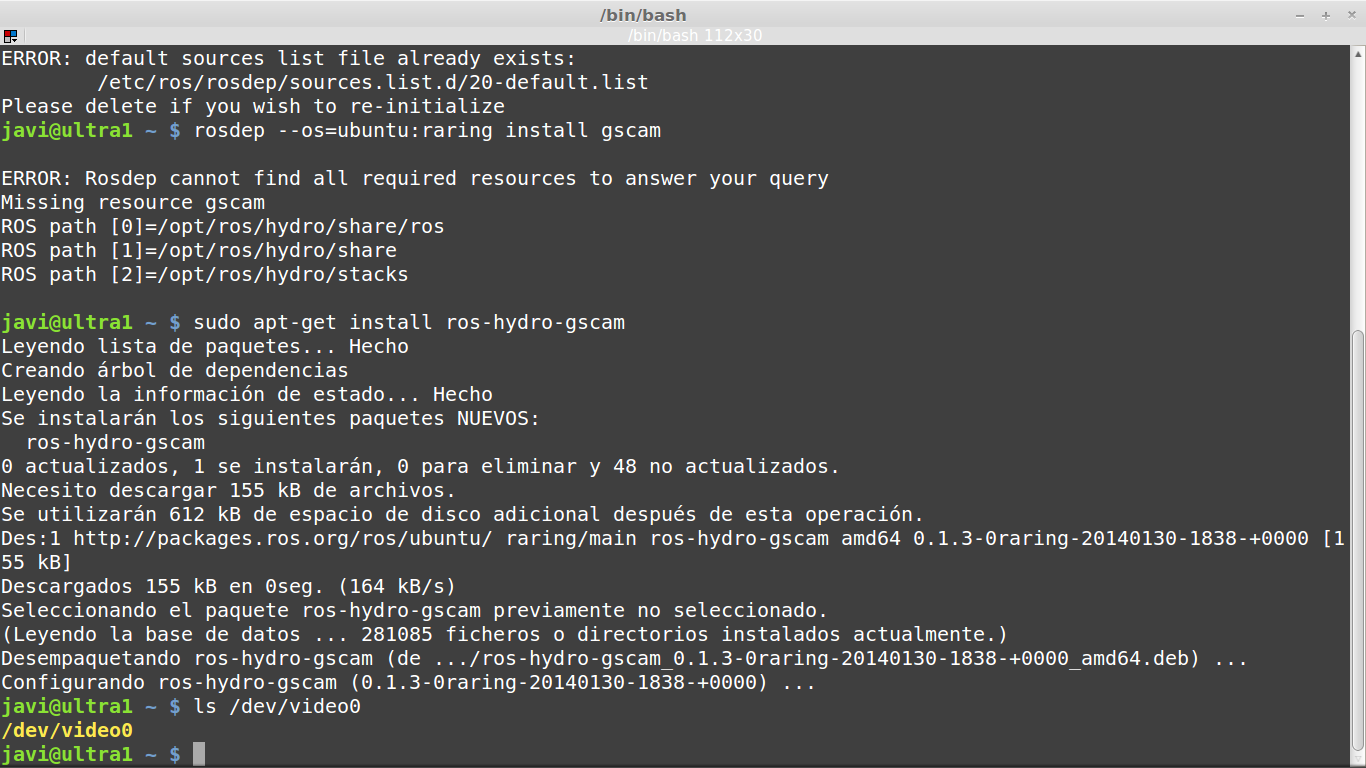 /bin/bash
/bin/bash 112x30
ERROR: default sources list file already exists:
        /etc/ros/rosdep/sources.list.d/20-default.list
Please delete if you wish to re-initialize
javi@ultra1 ~ $ rosdep --os=ubuntu:raring install gscam
ERROR: Rosdep cannot find all required resources to answer your query
Missing resource gscam
ROS path [0]=/opt/ros/hydro/share/ros
ROS path [1]=/opt/ros/hydro/share
ROS path [2]=/opt/ros/hydro/stacks
javi@ultra1 ~ $ sudo apt-get install ros-hydro-gscam
Leyendo lista de paquetes... Hecho
Creando árbol de dependencias
Leyendo la información de estado... Hecho
Se instalarán los siguientes paquetes NUEVOS:
  ros-hydro-gscam
0 actualizados, 1 se instalarán, 0 para eliminar y 48 no actualizados.
Necesito descargar 155 kB de archivos.
Se utilizarán 612 kB de espacio de disco adicional después de esta operación.
Des:1 http://packages.ros.org/ros/ubuntu/ raring/main ros-hydro-gscam amd64 0.1.3-0raring-20140130-1838-+0000 [1
55 kB]
Descargados 155 kB en 0seg. (164 kB/s)
Seleccionando el paquete ros-hydro-gscam previamente no seleccionado.
(Leyendo la base de datos ... 281085 ficheros o directorios instalados actualmente.)
Desempaquetando ros-hydro-gscam (de .../ros-hydro-gscam_0.1.3-0raring-20140130-1838-+0000_amd64.deb) ...
Configurando ros-hydro-gscam (0.1.3-0raring-20140130-1838-+0000) ...
javi@ultra1 ~ $ ls /dev/video0
/dev/video0
javi@ultra1 ~ $